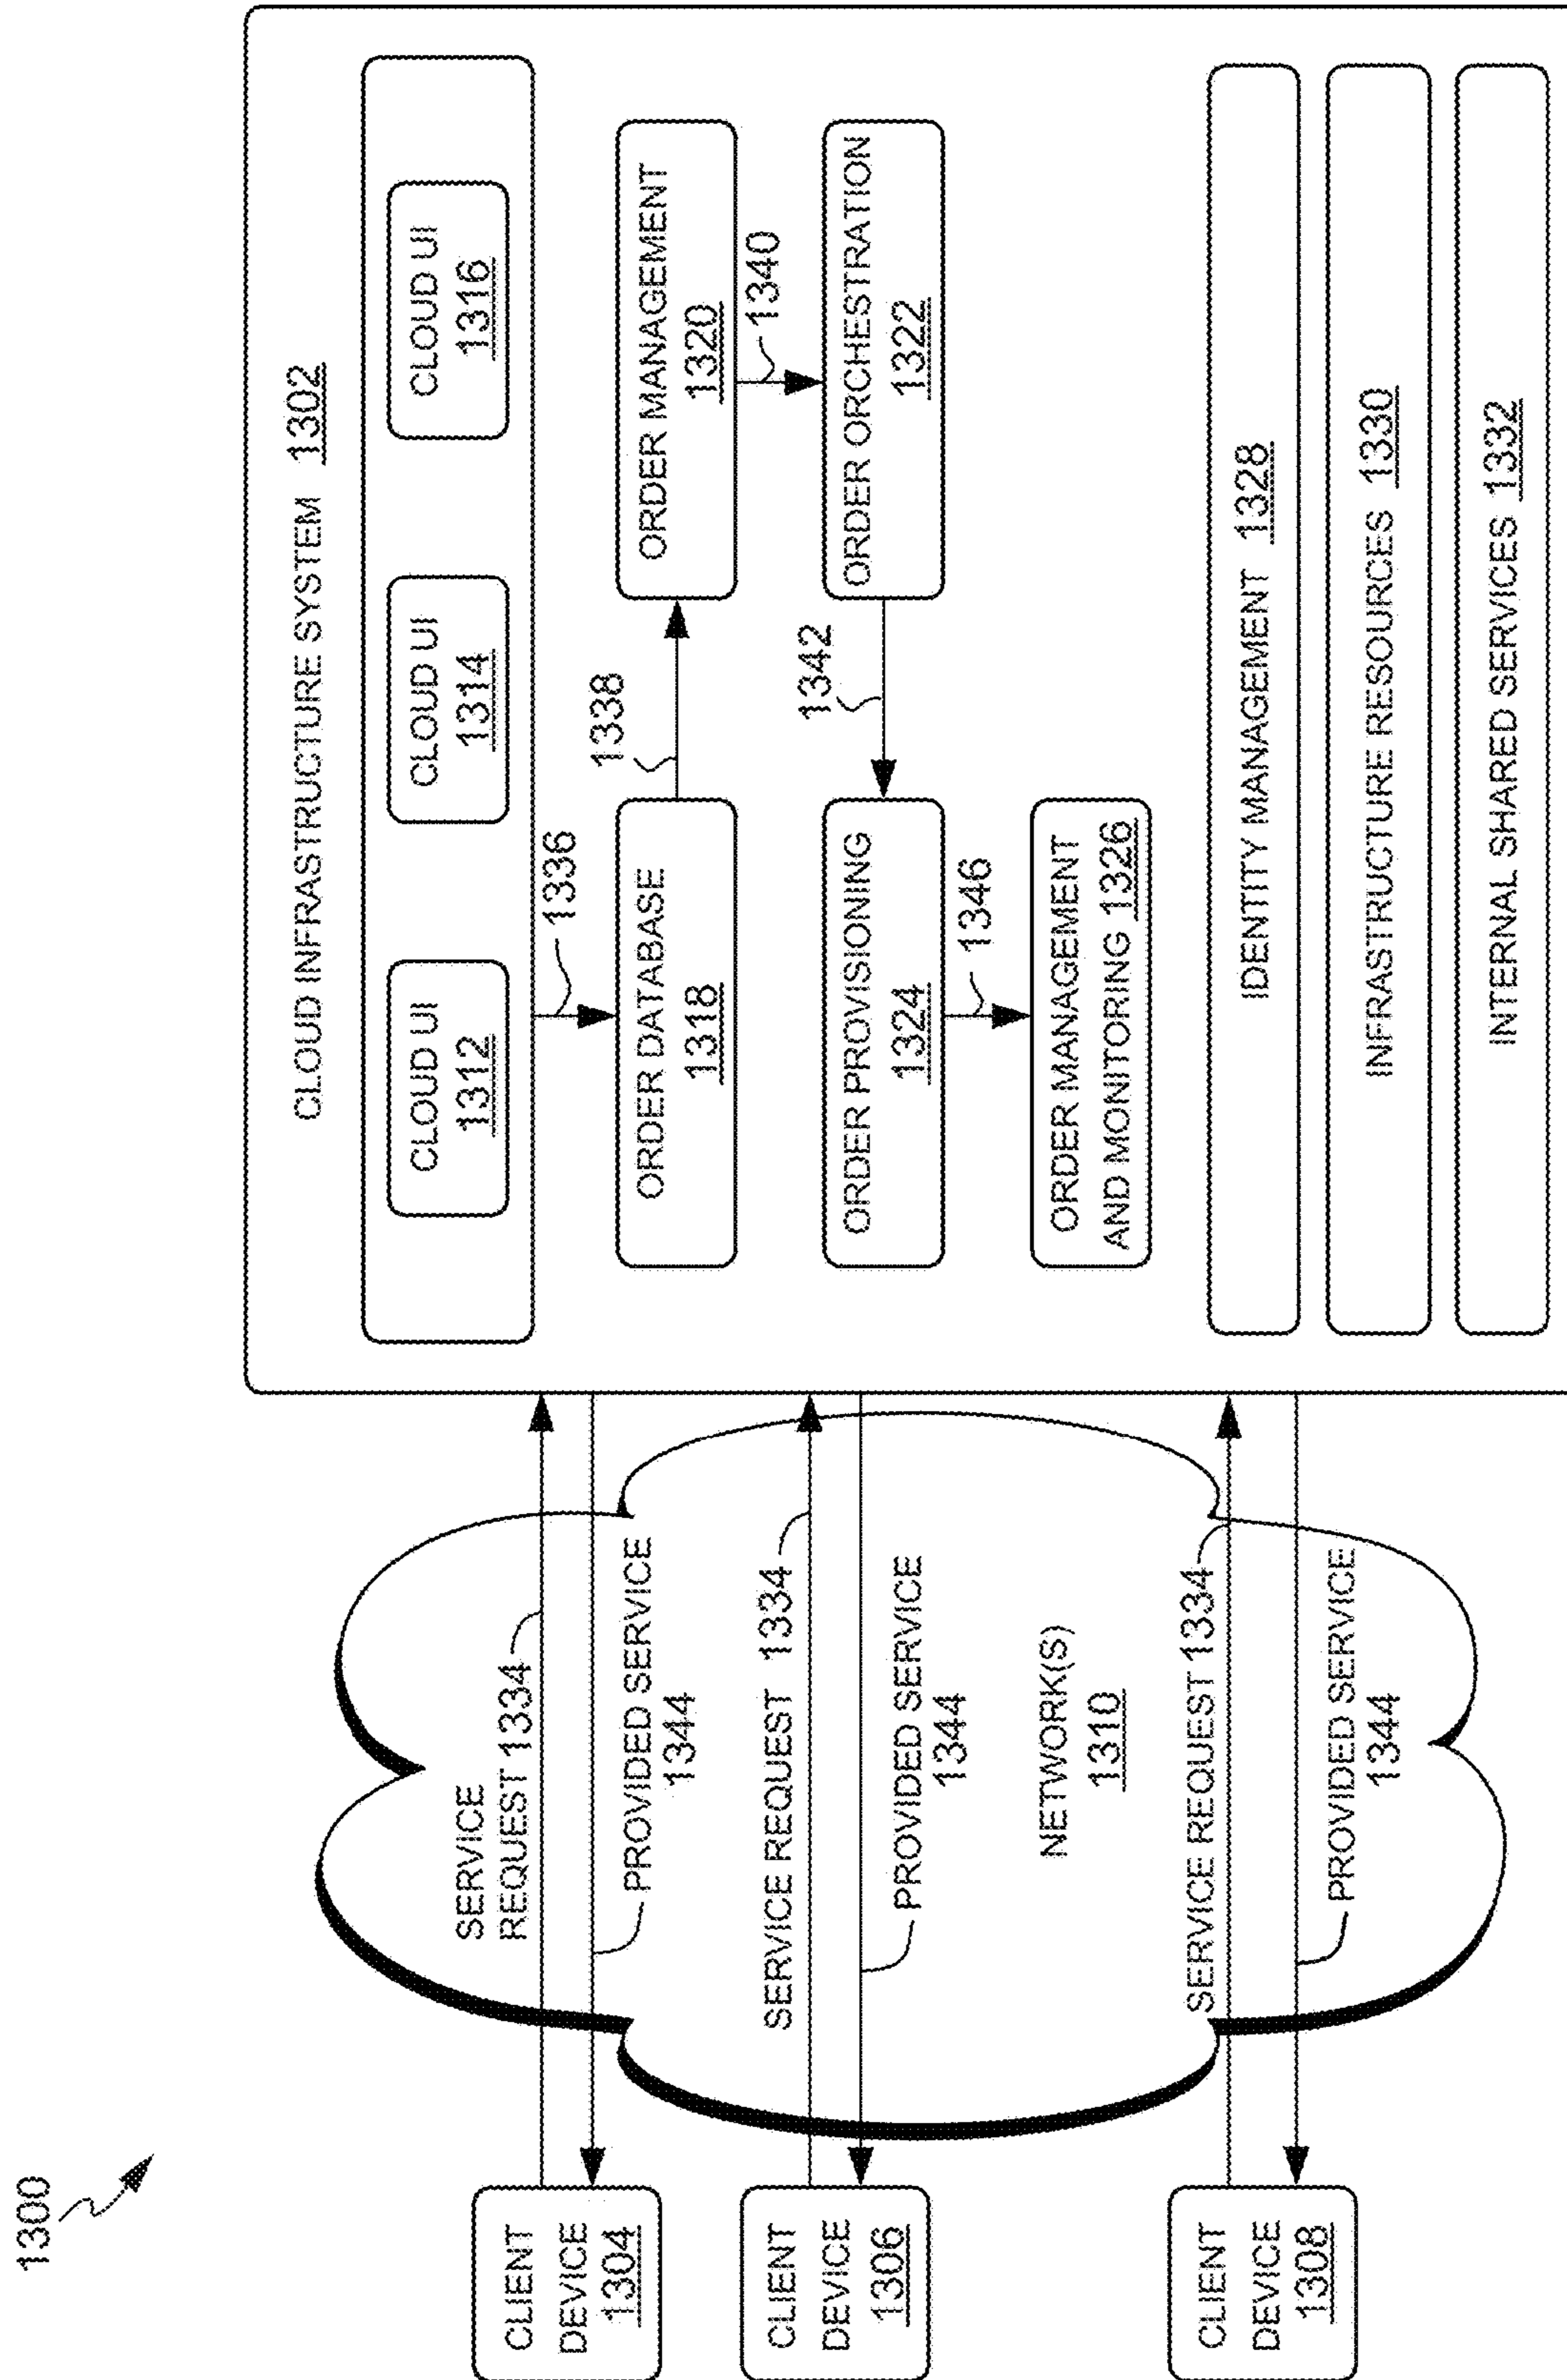 1300
CLIENT
DEVICE
1304
CLIENT
DEVICE
1306
CLIENT
DEVICE
1308
SERVICE
REQUEST 1334
PROVIDED SERVICE
1344
SERVICE REQUEST 1334
PROVIDED SERVICE
1344
NETWORK(S)
1310
SERVICE REQUEST 1334
PROVIDED SERVICE
1344
CLOUD INFRASTRUCTURE SYSTEM 1302
CLOUD UI
1312
CLOUD UI
1314
CLOUD UI
1316
1336
ORDER DATABASE
1318
1338
ORDER MANAGEMENT
1320
1340
ORDER PROVISIONING
1324
1342
ORDER ORCHESTRATION
1322
1346
ORDER MANAGEMENT
AND MONITORING 1326
IDENTITY MANAGEMENT 1328
INFRASTRUCTURE RESOURCES 1330
INTERNAL SHARED SERVICES 1332